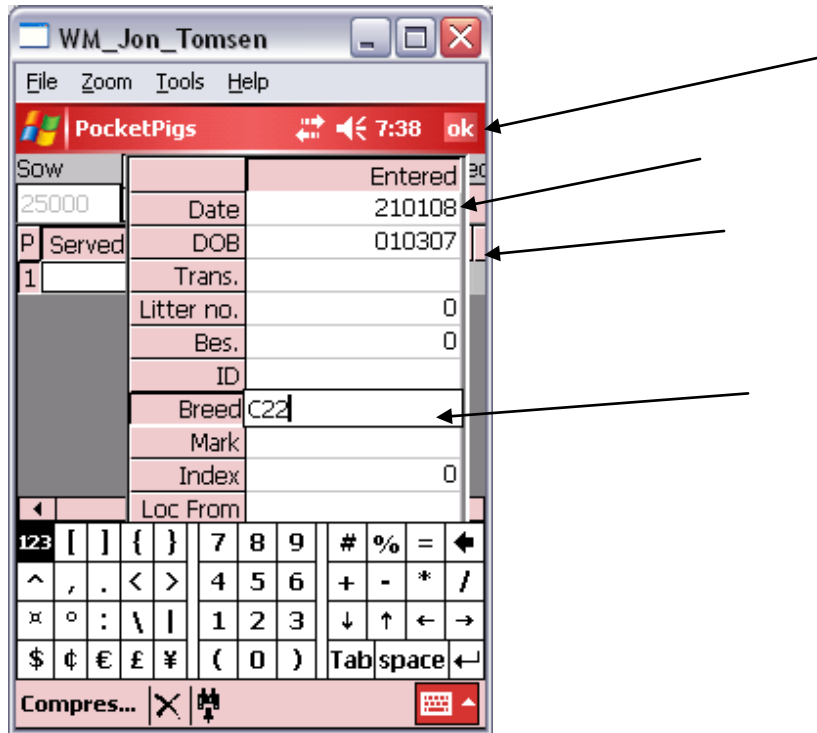 WM_Jon_Tomsen
File Zoom Tools Help
PocketPigs 7:38 ok
Sow Entered
25000 Date 210108
P Served DOB 010307
1 Trans.
Litter no. 0
Bes. 0
ID
Breed C22
Mark
Index 0
Loc From
123 [ ] { } 7 8 9 # % =
^ , . < > 4 5 6 + - * /
¤ ° : \ | 1 2 3 ↓ ↑ ← →
$ ¢ € £ ¥ ( 0 ) Tab space ↵
Compres...